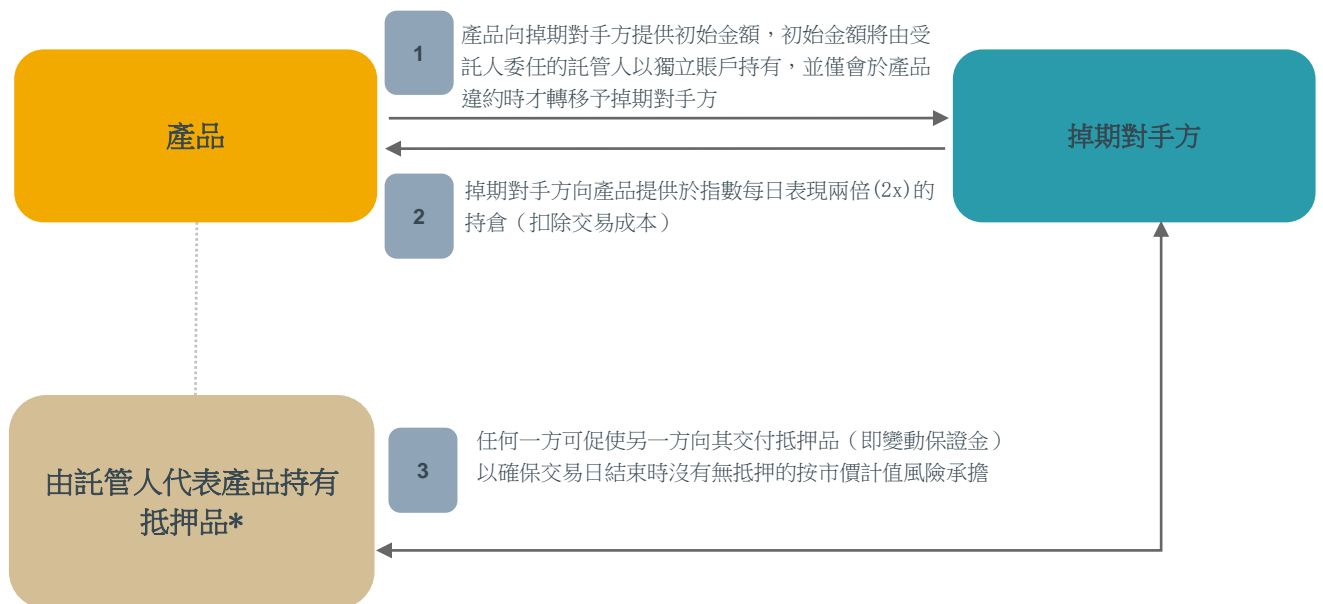 1
產品向掉期對手方提供初始金額，初始金額將由受
託人委任的託管人以獨立賬戶持有，並僅會於產品
違約時才轉移予掉期對手方
產品
掉期對手方
2
掉期對手方向產品提供於指數每日表現兩倍(2x)的
持倉（扣除交易成本）
由託管人代表產品持有
抵押品*
3
任何一方可促使另一方向其交付抵押品（即變動保證金）
以確保交易日結束時沒有無抵押的按市價計值風險承擔